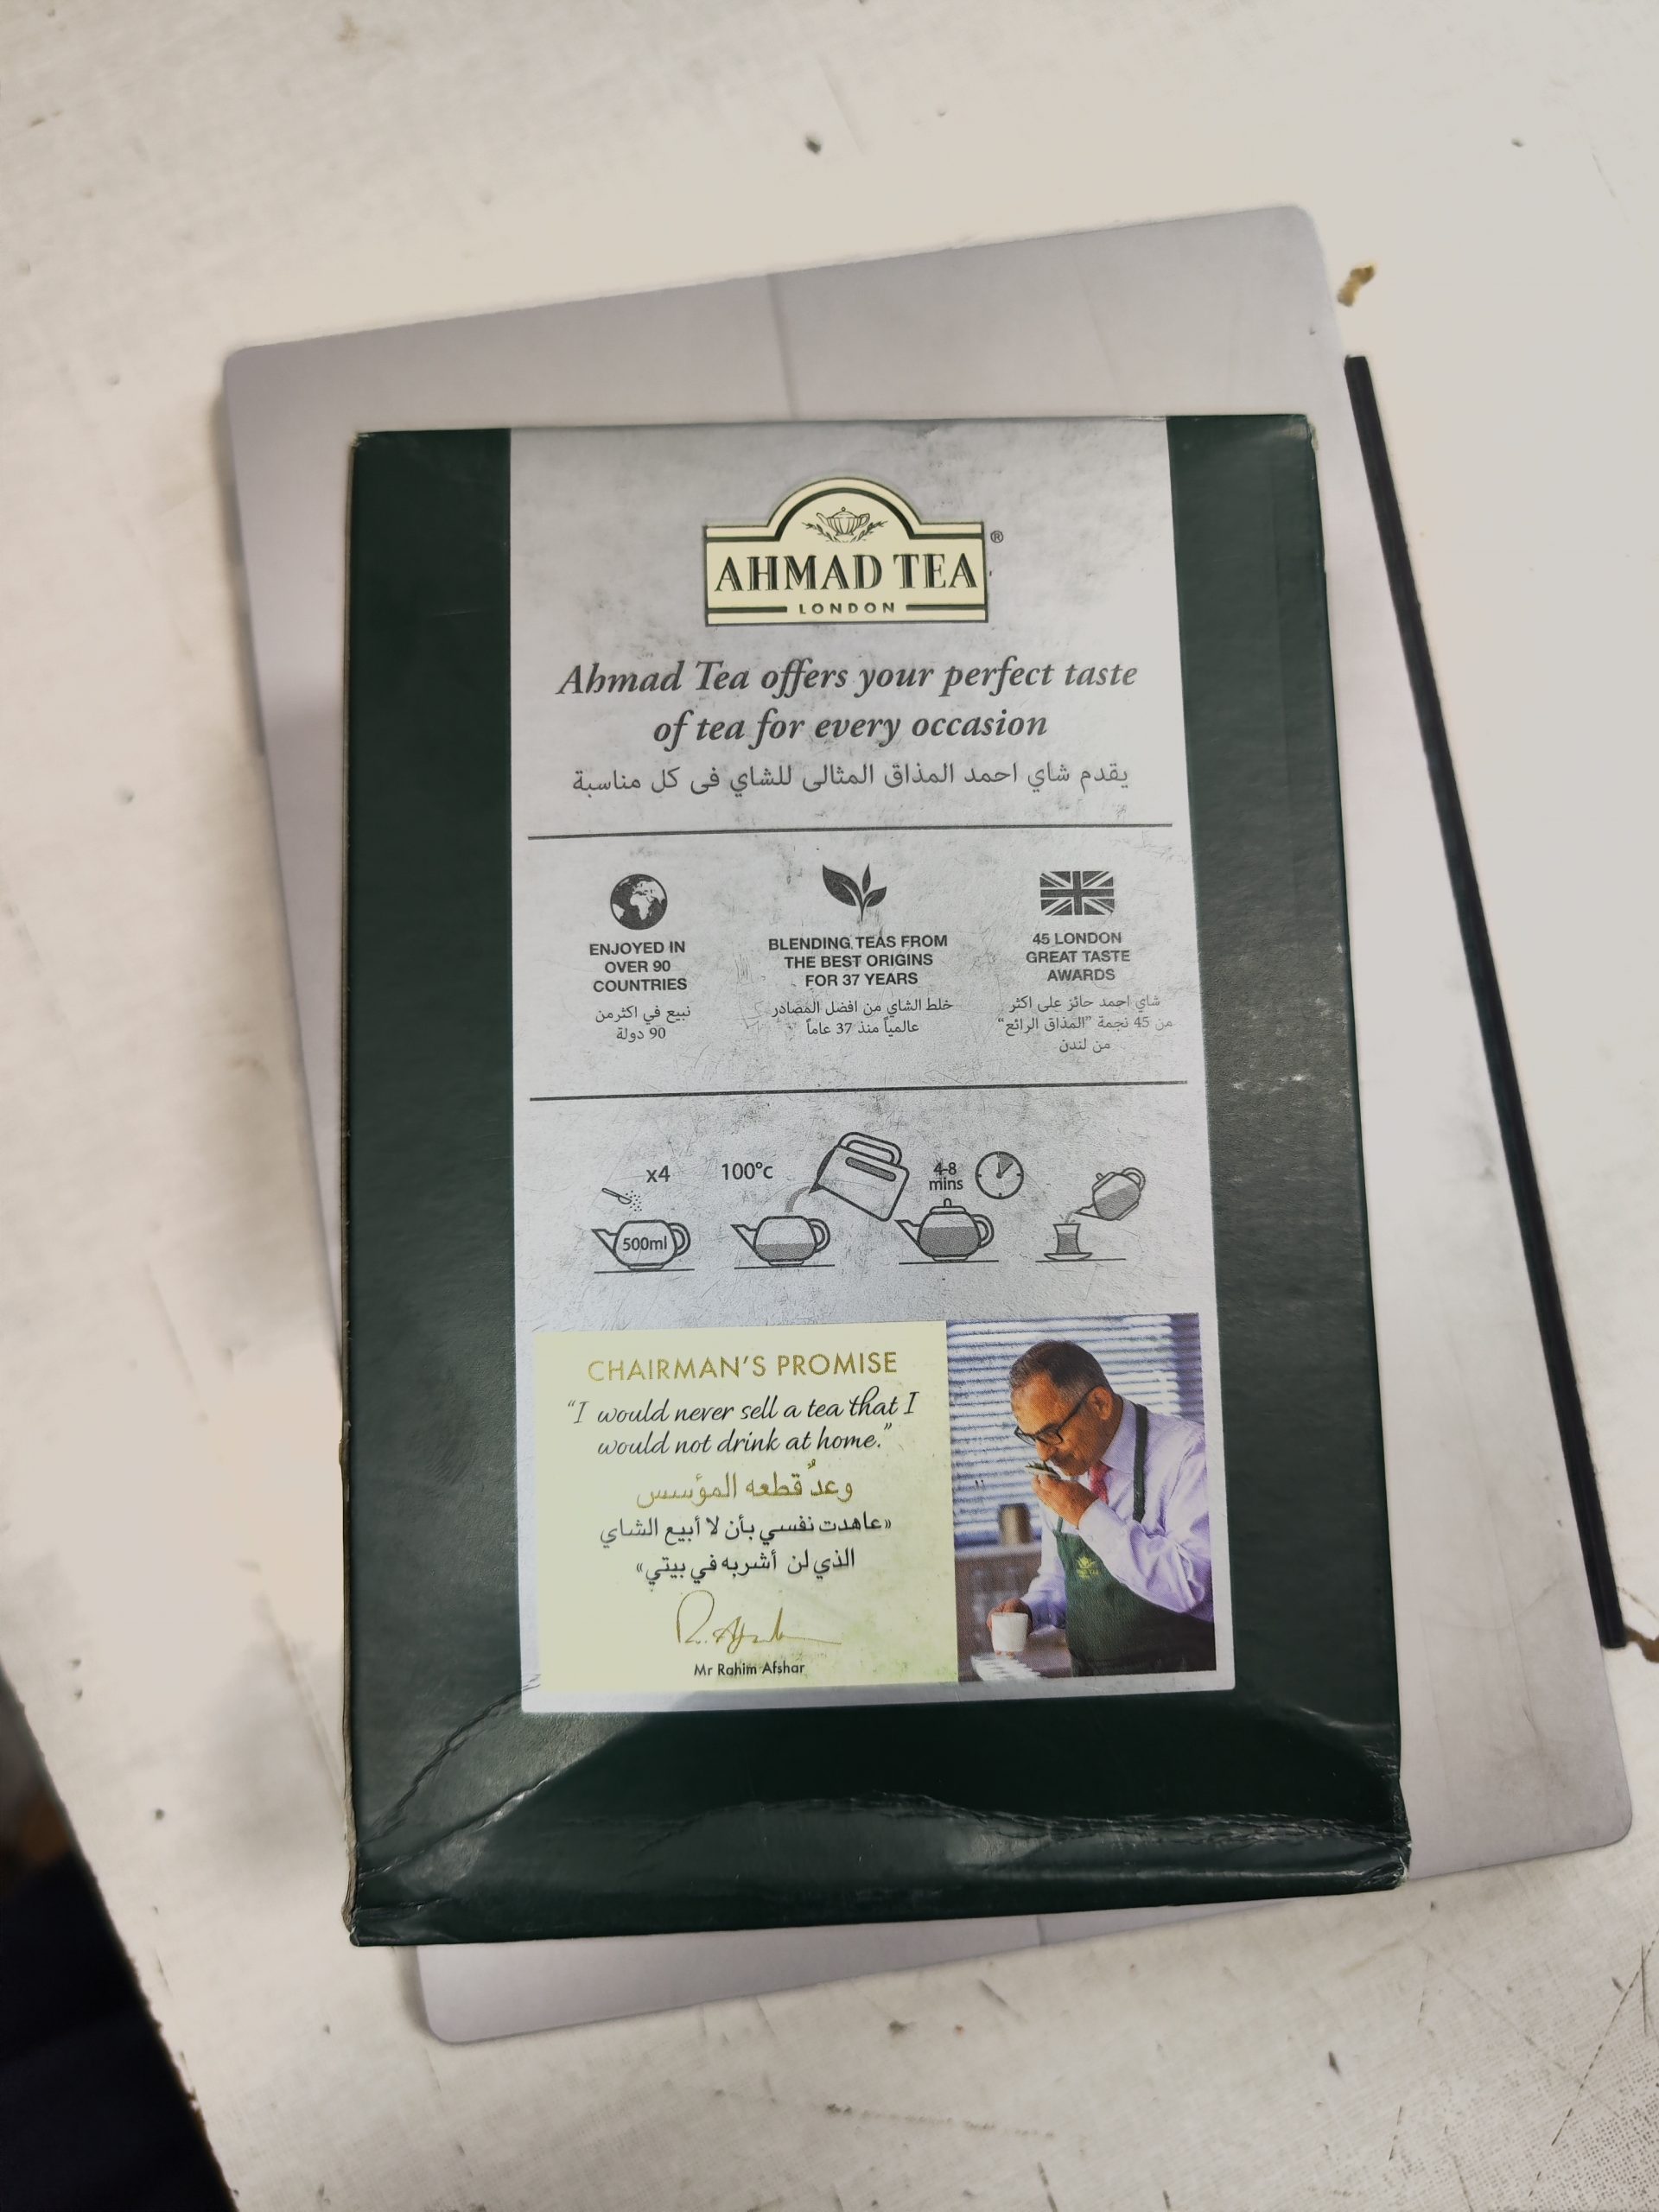 AHMAD TEA®
LONDON
Ahmad Tea offers your perfect taste
of tea for every occasion
يقدم شاي احمد المذاق المثالى للشاي فى كل مناسبة
ENJOYED IN
OVER 90
COUNTRIES
نبيع في اكثرمن
90 دولة
BLENDING TEAS FROM
THE BEST ORIGINS
FOR 37 YEARS
خلط الشاي من افضل المصادر
عالمياً منذ 37 عاماً
45 LONDON
GREAT TASTE
AWARDS
شاي احمد حائز على اكثر
من 45 نجمة "المذاق الرائع"
من لندن
x4
500ml
100°c
4-8
mins
CHAIRMAN'S PROMISE
"I would never sell a tea that I
would not drink at home."
وعدٌ قطعه المؤسس
«عاهدت نفسي بأن لا أبيع الشاي
الذي لن أشربه في بيتي»
R. Afshar
Mr Rahim Afshar